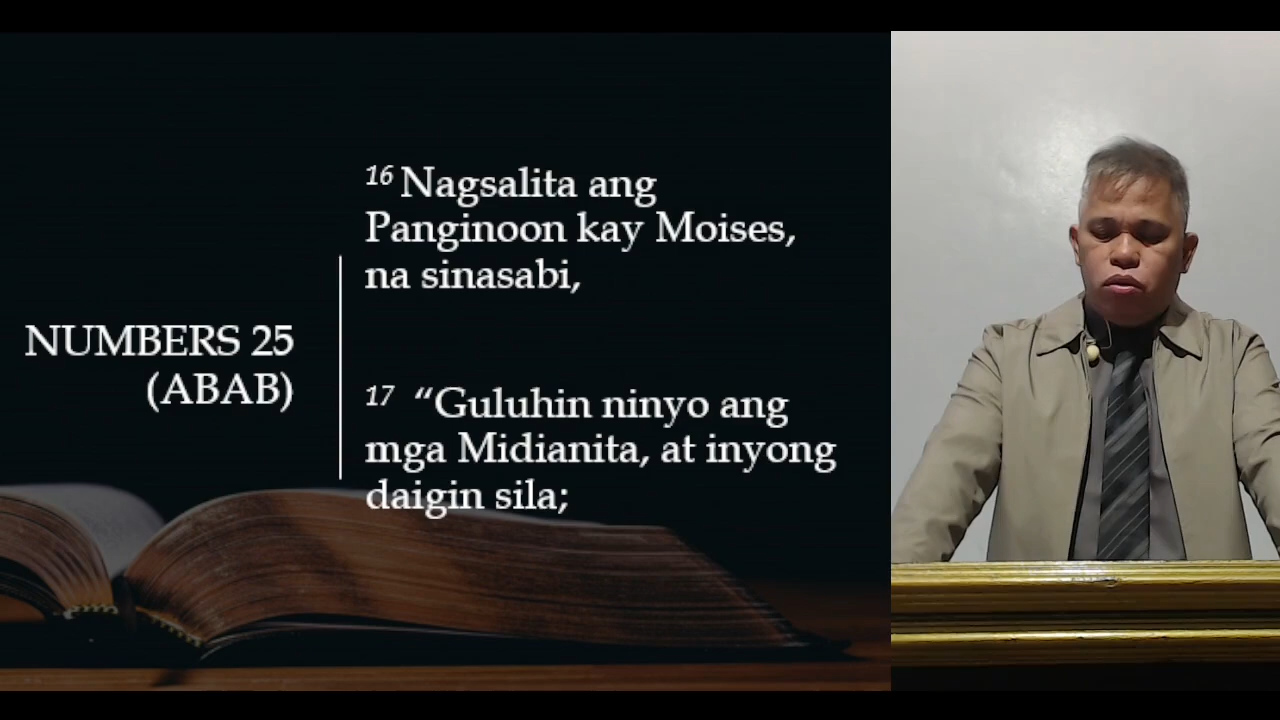 NUMBERS 25
(ABAB)
16 Nagsalita ang
Panginoon kay Moises,
na sinasabi,
17 “Guluhin ninyo ang
mga Midianita, at inyong
daigin sila;